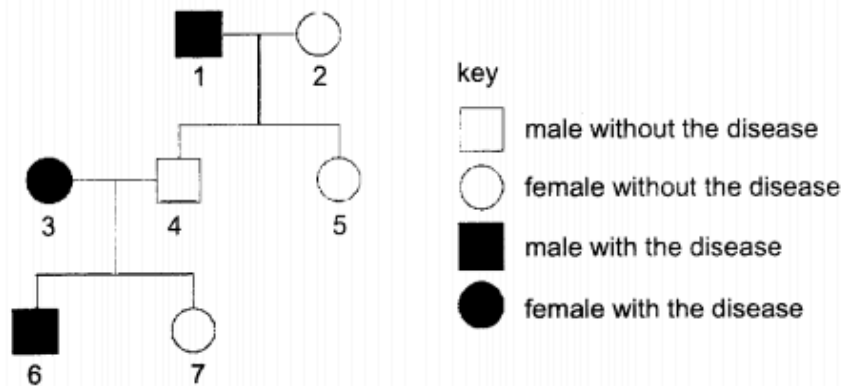 1 2
key
male without the disease
female without the disease
3 4 5
male with the disease
female with the disease
6 7